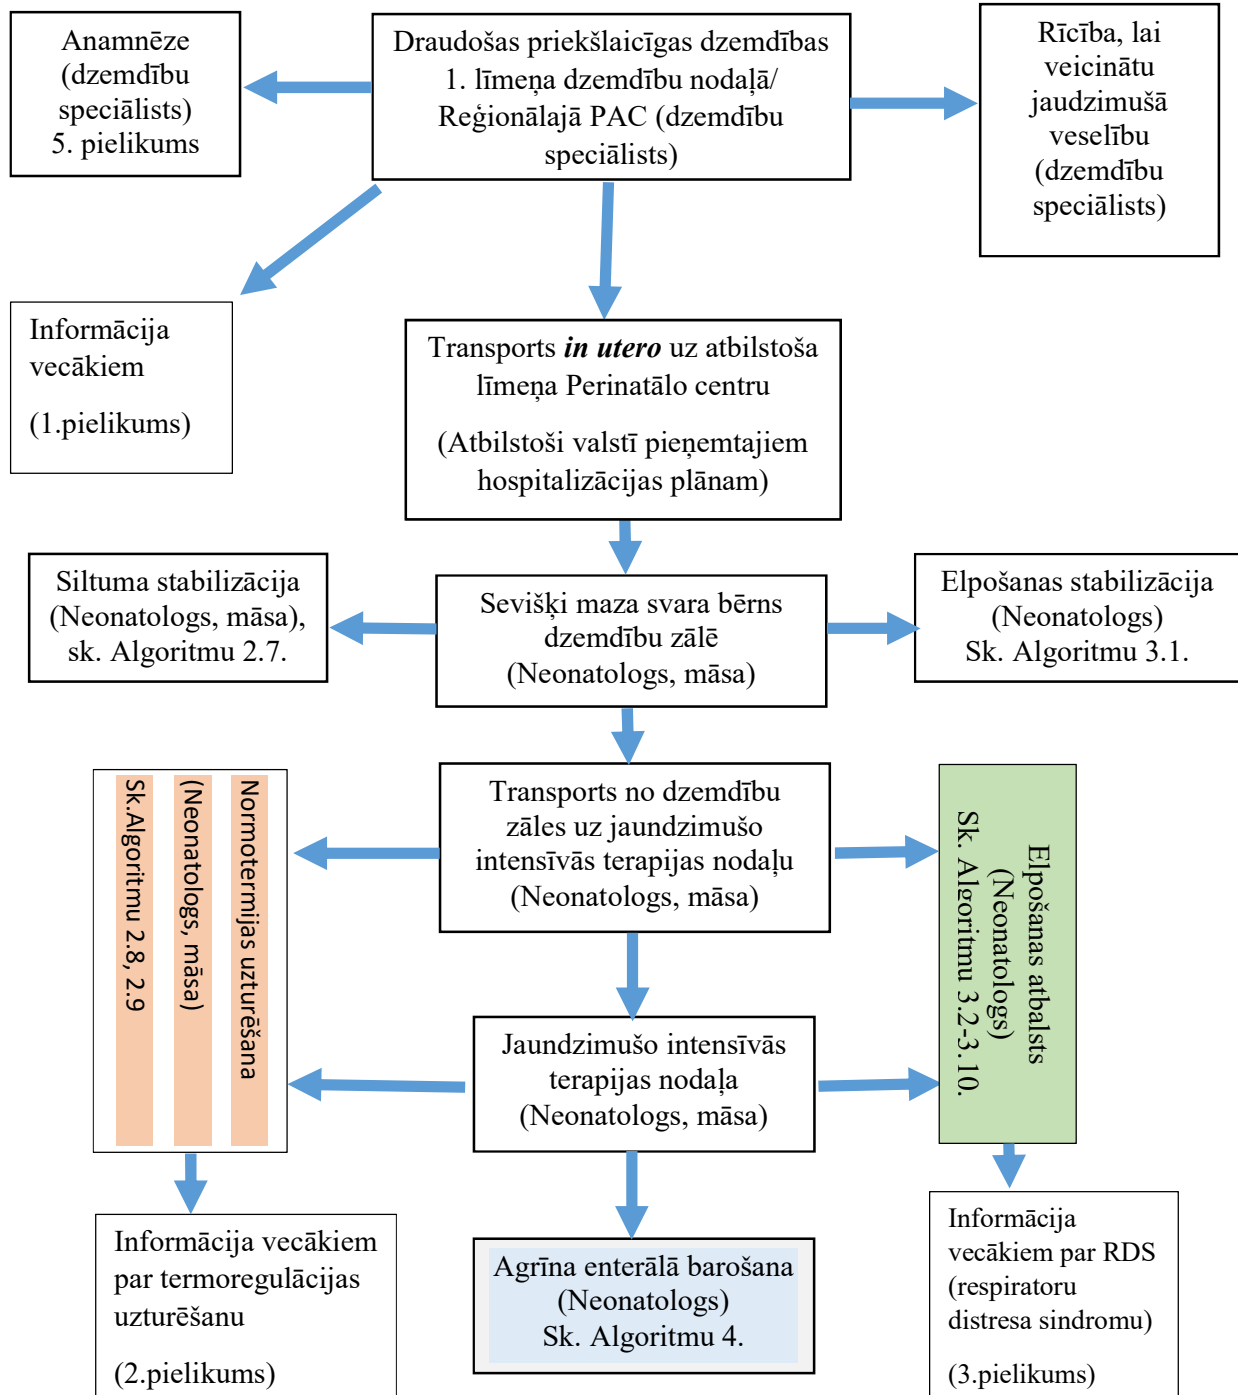 Anamnēze
(dzemdību
speciālists)
5. pielikums
Draudošas priekšlaicīgas dzemdības
1. līmeņa dzemdību nodaļā/
Reģionālajā PAC (dzemdību
speciālists)
Rīcība, lai
veicinātu
jaudzimušā
veselību
(dzemdību
speciālists)
Informācija
vecākiem
(1.pielikums)
Transports in utero uz atbilstoša
līmeņa Perinatālo centru
(Atbilstoši valstī pieņemtajiem
hospitalizācijas plānam)
Siltuma stabilizācija
(Neonatologs, māsa),
sk. Algoritmu 2.7.
Sevišķi maza svara bērns
dzemdību zālē
(Neonatologs, māsa)
Elpošanas stabilizācija
(Neonatologs)
Sk. Algoritmu 3.1.
Normotermijas uzturēšana
(Neonatologs, māsa)
Sk.Algoritmu 2.8, 2.9
Transports no dzemdību
zāles uz jaundzimušo
intensīvās terapijas nodaļu
(Neonatologs, māsa)
Elpošanas atbalsts
(Neonatologs)
Sk. Algoritmu 3.2-3.10.
Jaundzimušo intensīvās
terapijas nodaļa
(Neonatologs, māsa)
Informācija vecākiem
par termoregulācijas
uzturēšanu
(2.pielikums)
Agrīna enterālā barošana
(Neonatologs)
Sk. Algoritmu 4.
Informācija
vecākiem par RDS
(respiratoru
distresa sindromu)
(3.pielikums)